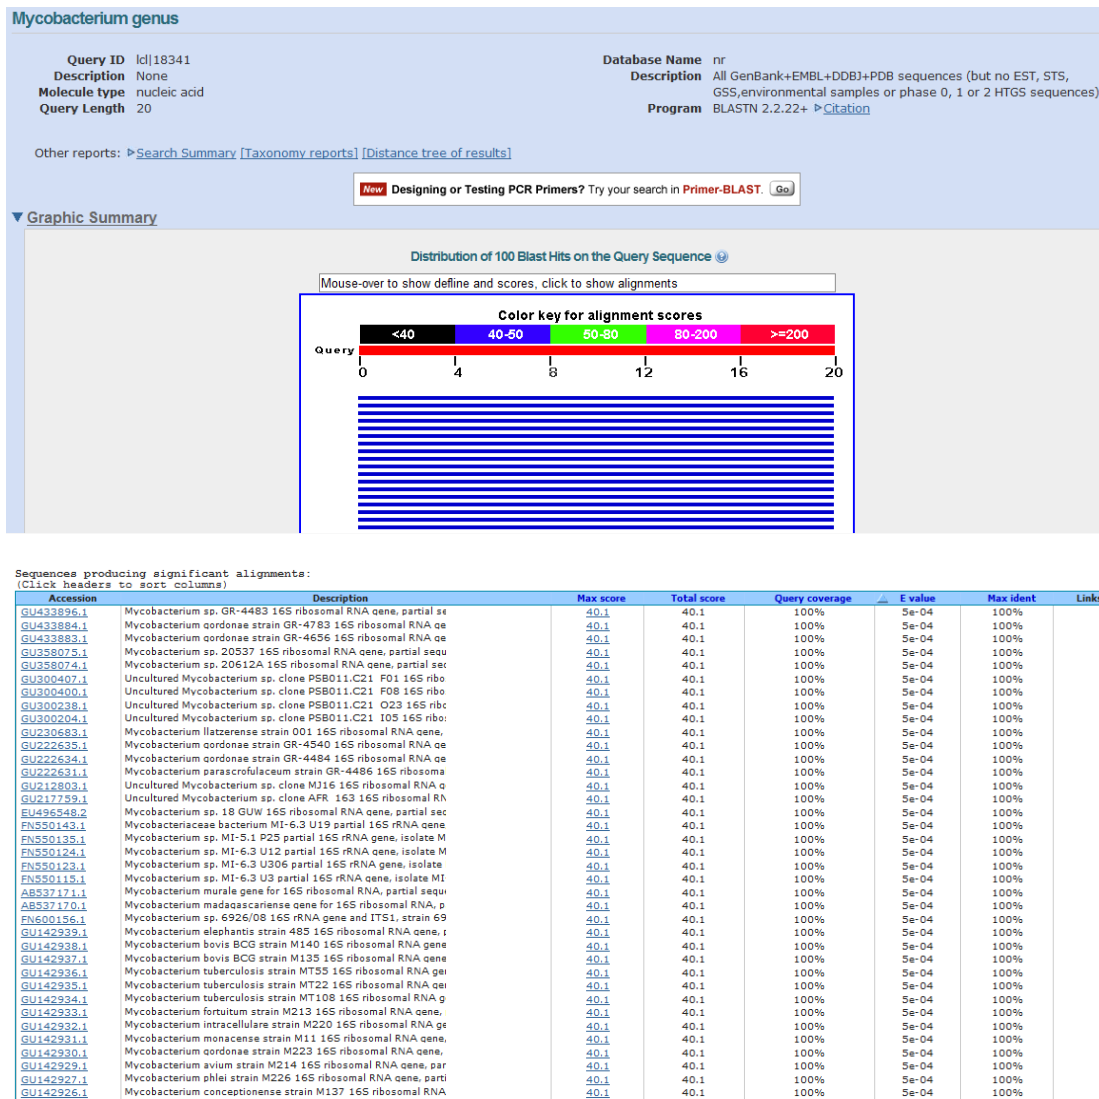 Mycobacterium genus
Query ID lcl|18341
Description None
Molecule type nucleic acid
Query Length 20
Database Name nr
Description All GenBank+EMBL+DDBJ+PDB sequences (but no EST, STS,
GSS,environmental samples or phase 0, 1 or 2 HTGS sequences)
Program BLASTN 2.2.22+ Citation
Other reports: Search Summary [Taxonomy reports] [Distance tree of results]
New Designing or Testing PCR Primers? Try your search in Primer-BLAST. Go
Graphic Summary
Distribution of 100 Blast Hits on the Query Sequence
Mouse-over to show defline and scores, click to show alignments
Color key for alignment scores
<40 40-50 50-80 80-200 >=200
Query
0 4 8 12 16 20
Sequences producing significant alignments:
(Click headers to sort columns)
Accession Description Max score Total score Query coverage E value Max ident Links
GU433896.1 Mycobacterium sp. GR-4483 16S ribosomal RNA gene, partial se 40.1 40.1 100% 5e-04 100%
GU433884.1 Mycobacterium gordonae strain GR-4783 16S ribosomal RNA ge 40.1 40.1 100% 5e-04 100%
GU433883.1 Mycobacterium gordonae strain GR-4656 16S ribosomal RNA ge 40.1 40.1 100% 5e-04 100%
GU358075.1 Mycobacterium sp. 20537 16S ribosomal RNA gene, partial sequ 40.1 40.1 100% 5e-04 100%
GU358074.1 Mycobacterium sp. 20612A 16S ribosomal RNA gene, partial sec 40.1 40.1 100% 5e-04 100%
GU300407.1 Uncultured Mycobacterium sp. clone PSB011.C21_F01 16S ribo 40.1 40.1 100% 5e-04 100%
GU300400.1 Uncultured Mycobacterium sp. clone PSB011.C21_F08 16S ribo 40.1 40.1 100% 5e-04 100%
GU300238.1 Uncultured Mycobacterium sp. clone PSB011.C21_O23 16S ribc 40.1 40.1 100% 5e-04 100%
GU300204.1 Uncultured Mycobacterium sp. clone PSB011.C21_I05 16S ribo 40.1 40.1 100% 5e-04 100%
GU230683.1 Mycobacterium llatzerense strain 001 16S ribosomal RNA gene, 40.1 40.1 100% 5e-04 100%
GU222635.1 Mycobacterium gordonae strain GR-4540 16S ribosomal RNA ge 40.1 40.1 100% 5e-04 100%
GU222634.1 Mycobacterium gordonae strain GR-4484 16S ribosomal RNA ge 40.1 40.1 100% 5e-04 100%
GU222631.1 Mycobacterium parascrofulaceum strain GR-4486 16S ribosoma 40.1 40.1 100% 5e-04 100%
GU212803.1 Uncultured Mycobacterium sp. clone MJ16 16S ribosomal RNA g 40.1 40.1 100% 5e-04 100%
GU217759.1 Uncultured Mycobacterium sp. clone AFR_163 16S ribosomal RN 40.1 40.1 100% 5e-04 100%
EU496548.2 Mycobacterium sp. 18 GUW 16S ribosomal RNA gene, partial sec 40.1 40.1 100% 5e-04 100%
FN550143.1 Mycobacteriaceae bacterium MI-6.3 U19 partial 16S rRNA gene 40.1 40.1 100% 5e-04 100%
FN550135.1 Mycobacterium sp. MI-5.1 P25 partial 16S rRNA gene, isolate M 40.1 40.1 100% 5e-04 100%
FN550124.1 Mycobacterium sp. MI-6.3 U12 partial 16S rRNA gene, isolate M 40.1 40.1 100% 5e-04 100%
FN550123.1 Mycobacterium sp. MI-6.3 U306 partial 16S rRNA gene, isolate 40.1 40.1 100% 5e-04 100%
FN550115.1 Mycobacterium sp. MI-6.3 U3 partial 16S rRNA gene, isolate MI 40.1 40.1 100% 5e-04 100%
AB537171.1 Mycobacterium murale gene for 16S ribosomal RNA, partial sequ 40.1 40.1 100% 5e-04 100%
AB537170.1 Mycobacterium madagascariense gene for 16S ribosomal RNA, p 40.1 40.1 100% 5e-04 100%
FN600156.1 Mycobacterium sp. 6926/08 16S rRNA gene and ITS1, strain 69 40.1 40.1 100% 5e-04 100%
GU142939.1 Mycobacterium elephantis strain 485 16S ribosomal RNA gene, p 40.1 40.1 100% 5e-04 100%
GU142938.1 Mycobacterium bovis BCG strain M140 16S ribosomal RNA gene 40.1 40.1 100% 5e-04 100%
GU142937.1 Mycobacterium bovis BCG strain M135 16S ribosomal RNA gene 40.1 40.1 100% 5e-04 100%
GU142936.1 Mycobacterium tuberculosis strain MT55 16S ribosomal RNA gei 40.1 40.1 100% 5e-04 100%
GU142935.1 Mycobacterium tuberculosis strain MT22 16S ribosomal RNA gei 40.1 40.1 100% 5e-04 100%
GU142934.1 Mycobacterium tuberculosis strain MT108 16S ribosomal RNA g 40.1 40.1 100% 5e-04 100%
GU142933.1 Mycobacterium fortuitum strain M213 16S ribosomal RNA gene, 40.1 40.1 100% 5e-04 100%
GU142932.1 Mycobacterium intracellulare strain M220 16S ribosomal RNA ge 40.1 40.1 100% 5e-04 100%
GU142931.1 Mycobacterium monacense strain M11 16S ribosomal RNA gene, 40.1 40.1 100% 5e-04 100%
GU142930.1 Mycobacterium gordonae strain M223 16S ribosomal RNA gene, 40.1 40.1 100% 5e-04 100%
GU142929.1 Mycobacterium avium strain M214 16S ribosomal RNA gene, par 40.1 40.1 100% 5e-04 100%
GU142927.1 Mycobacterium phlei strain M226 16S ribosomal RNA gene, parti 40.1 40.1 100% 5e-04 100%
GU142926.1 Mycobacterium conceptionense strain M137 16S ribosomal RNA 40.1 40.1 100% 5e-04 100%